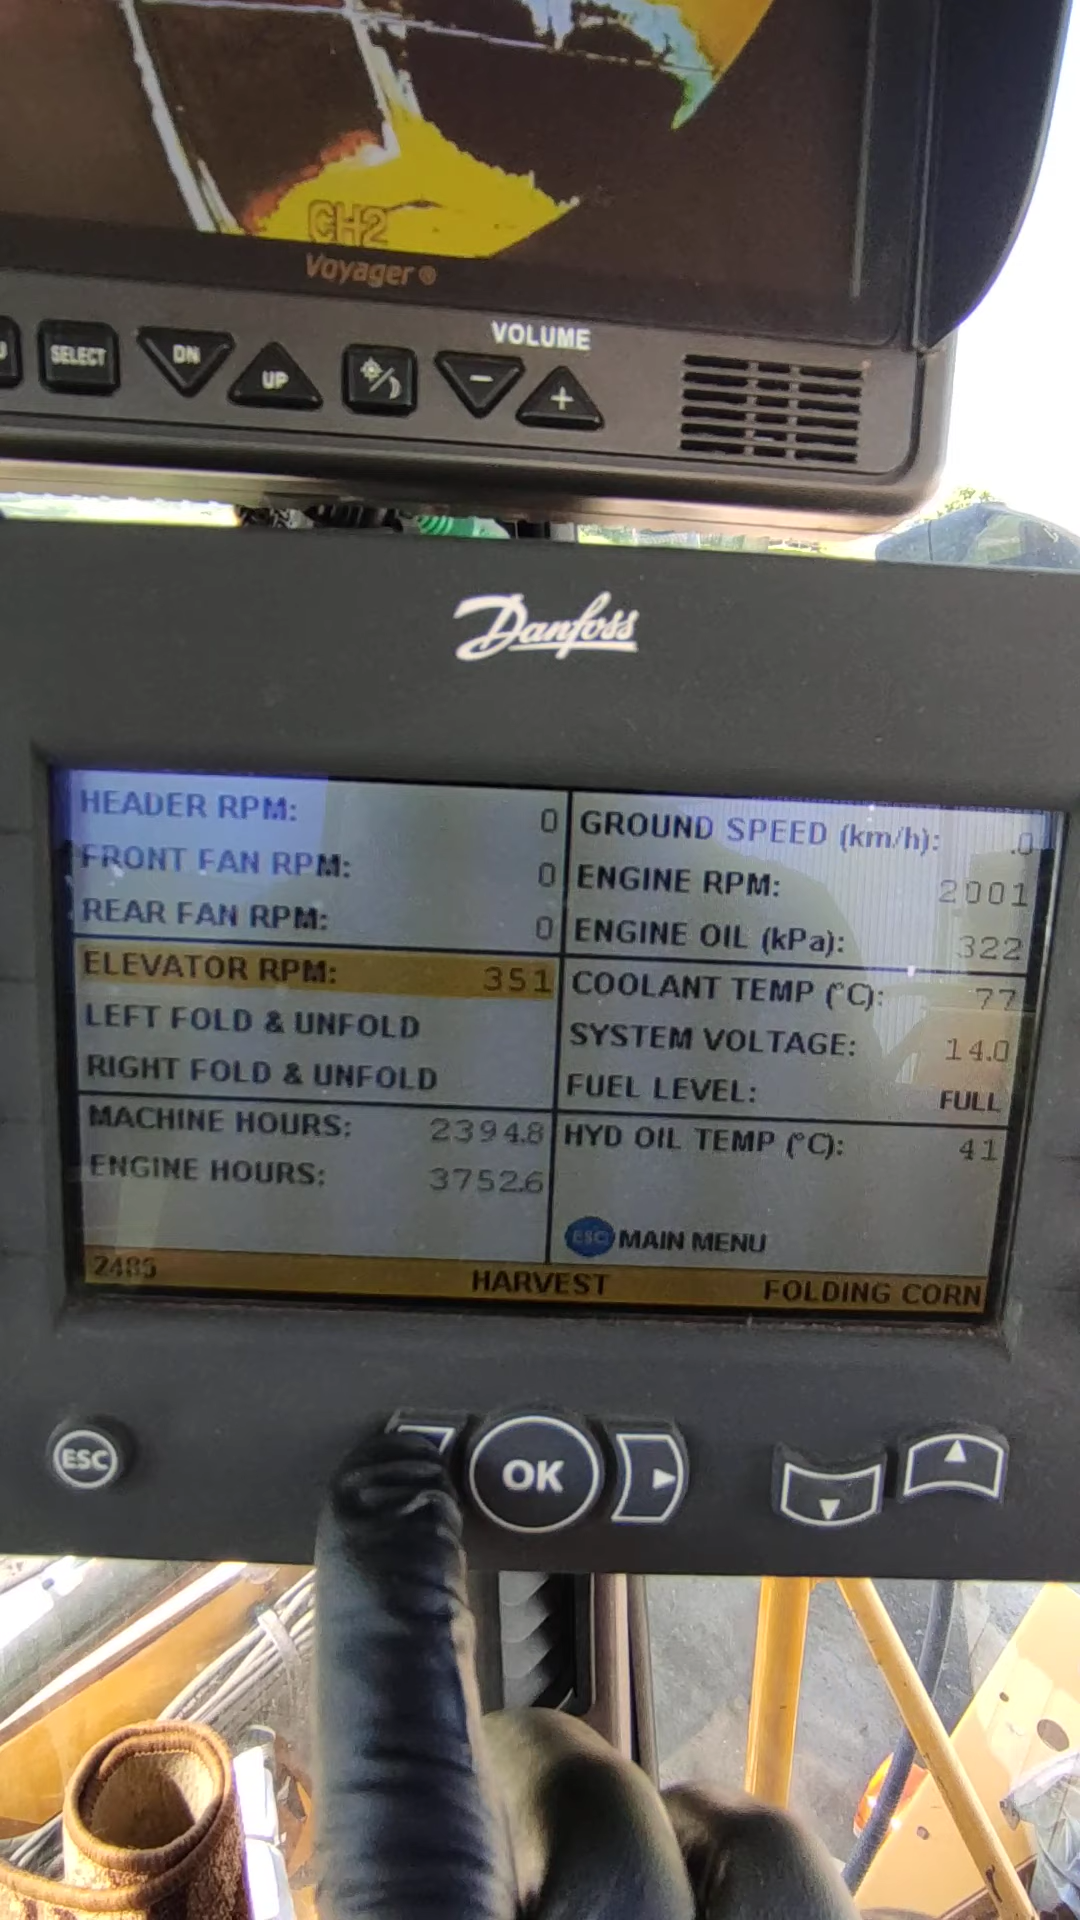 CH2
Voyager ®
VOLUME
SELECT
DN
UP
Danfoss
HEADER RPM: 0
FRONT FAN RPM: 0
REAR FAN RPM: 0
ELEVATOR RPM: 351
LEFT FOLD & UNFOLD
RIGHT FOLD & UNFOLD
MACHINE HOURS: 2394.8
ENGINE HOURS: 3752.6
GROUND SPEED (km/h): .0
ENGINE RPM: 2001
ENGINE OIL (kPa): 322
COOLANT TEMP (°C): 77
SYSTEM VOLTAGE: 14.0
FUEL LEVEL: FULL
HYD OIL TEMP (°C): 41
ESC MAIN MENU
HARVEST
FOLDING CORN
ESC
OK